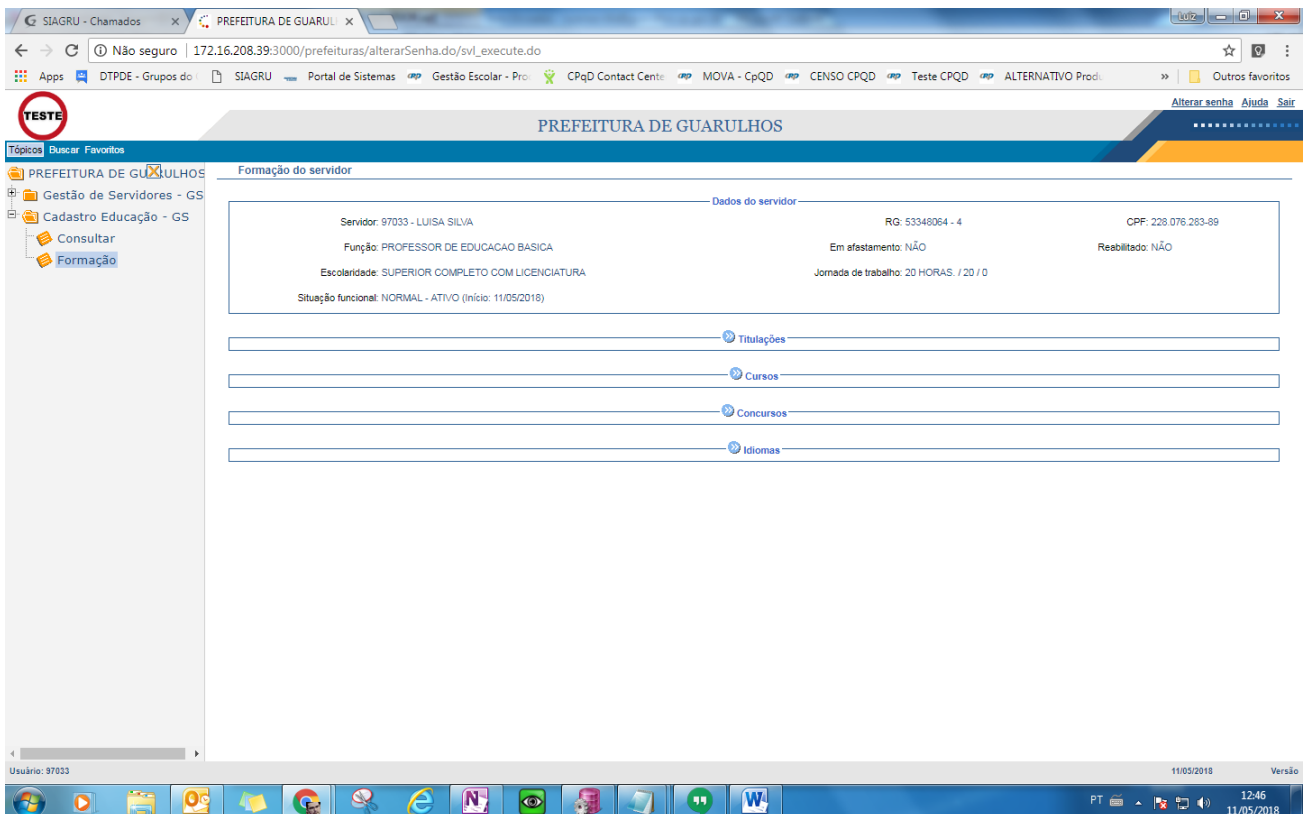 SIAGRU - Chamados
PREFEITURA DE GUARUL
Luiz
Não seguro 172.16.208.39:3000/prefeituras/alterarSenha.do/svl_execute.do
Apps DTPDE - Grupos do SIAGRU Portal de Sistemas Gestão Escolar - Pro CPqD Contact Cente MOVA - CpQD CENSO CPQD Teste CPQD ALTERNATIVO Produ » Outros favoritos
Alterar senha Ajuda Sair
TESTE
PREFEITURA DE GUARULHOS
Tópicos Buscar Favoritos
PREFEITURA DE GUARULHOS
Gestão de Servidores - GS
Cadastro Educação - GS
Consultar
Formação
Formação do servidor
Dados do servidor
Servidor: 97033 - LUISA SILVA RG: 53348064 - 4 CPF: 228.076.283-89
Função: PROFESSOR DE EDUCACAO BASICA Em afastamento: NÃO Reabilitado: NÃO
Escolaridade: SUPERIOR COMPLETO COM LICENCIATURA Jornada de trabalho: 20 HORAS. / 20 / 0
Situação funcional: NORMAL - ATIVO (Início: 11/05/2018)
Titulações
Cursos
Concursos
Idiomas
Usuário: 97033 11/05/2018 Versão
PT 12:46
11/05/2018